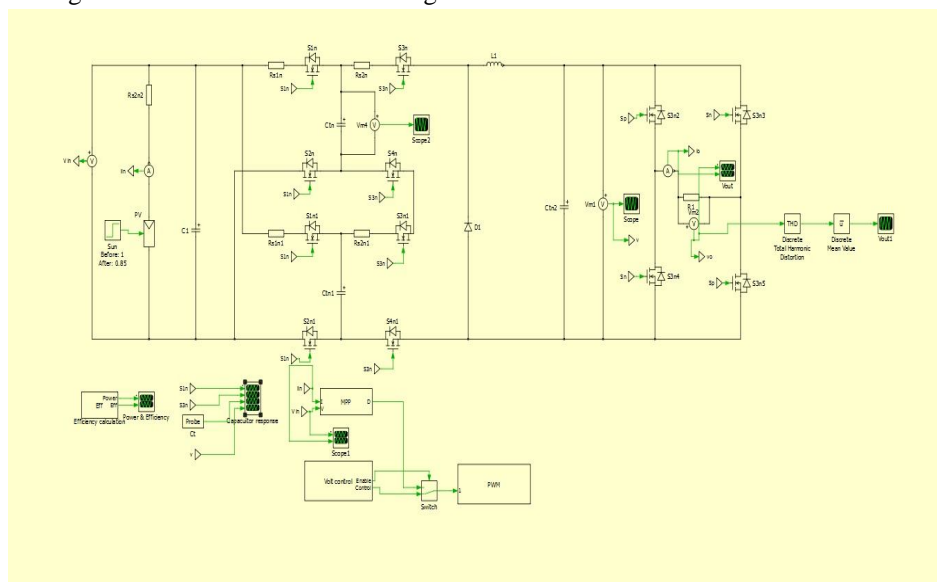 S1n
S3n
L1
Rs1n
Rs2n
Rs2n2
S1n
S3n
Sp
S3n2
Sn
S3n3
C1n
Vm4
Scope2
Io
Vin
V
Iin
A
S2n
S4n
A
Vout
R1
PV
C1
S1n
S3n
D1
C1n2
Vm1
V
Scope
Vm2
V
S1n1
S3n1
v
vo
THD
Discrete
Total Harmonic
Distortion
Discrete
Mean Value
Vout1
Sun
Before: 1
After: 0.85
Rs1n1
Rs2n1
S1n
S3n
Sn
S3n4
Sp
S3n5
C1n1
S2n1
S4n1
S1n
S3n
Power
Eff
Eff
Efficiency calculation
Power & Efficiency
S1n
S3n
Probe
Ct
v
Capacitor response
Iin
Vin
I
V
MPP
D
Scope1
Volt control
Enable
Control
Switch
1
PWM